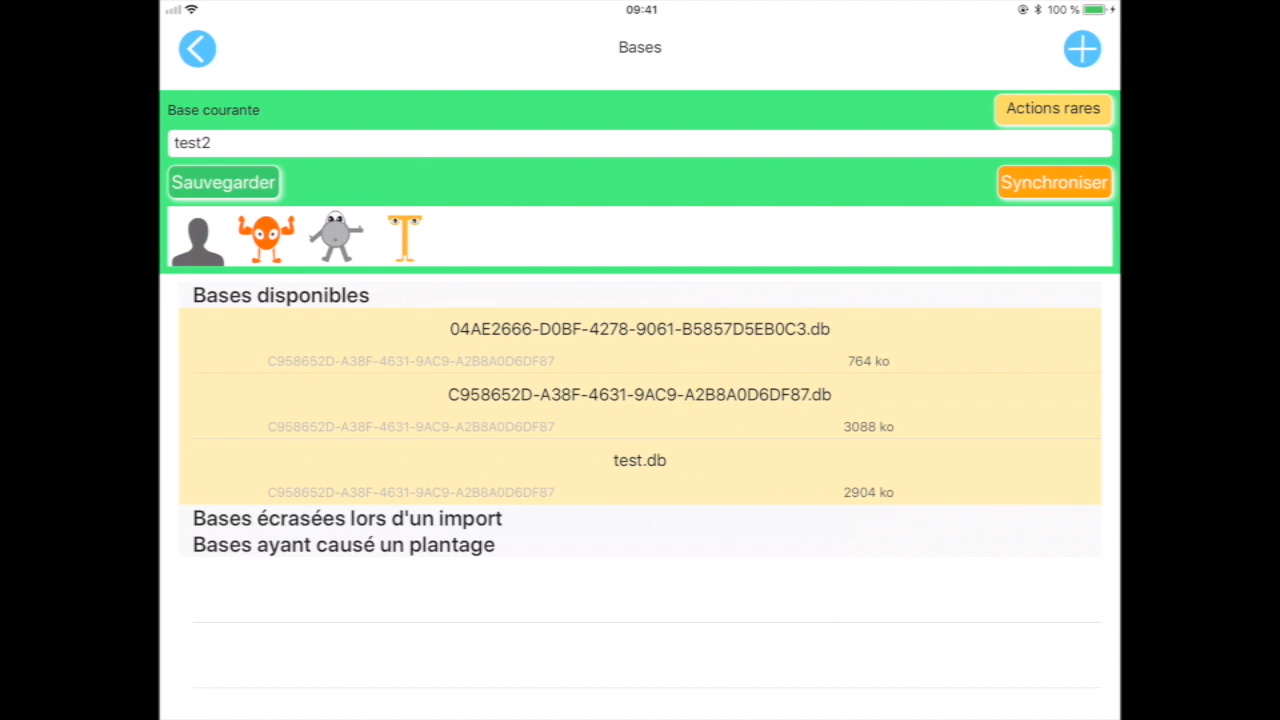 09:41
100 %
Bases
Base courante
Actions rares
test2
Sauvegarder
Synchroniser
Bases disponibles
04AE2666-D0BF-4278-9061-B5857D5EB0C3.db
C958652D-A38F-4631-9AC9-A2B8A0D6DF87
764 ko
C958652D-A38F-4631-9AC9-A2B8A0D6DF87.db
C958652D-A38F-4631-9AC9-A2B8A0D6DF87
3088 ko
test.db
C958652D-A38F-4631-9AC9-A2B8A0D6DF87
2904 ko
Bases écrasées lors d'un import
Bases ayant causé un plantage